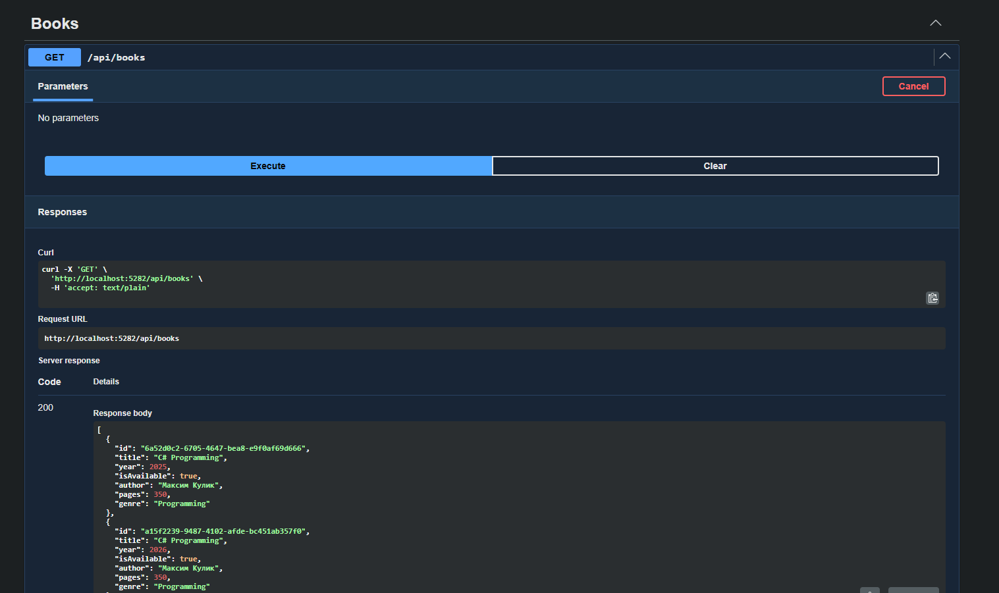 Books
GET /api/books
Parameters
Cancel
No parameters
Execute
Clear
Responses
Curl
curl -X 'GET' \
  'http://localhost:5282/api/books' \
  -H 'accept: text/plain'
Request URL
http://localhost:5282/api/books
Server response
Code Details
200
Response body
[
  {
    "id": "6a52d0c2-6705-4647-bea8-e9f0af69d666",
    "title": "C# Programming",
    "year": 2025,
    "isAvailable": true,
    "author": "Максим Кулик",
    "pages": 350,
    "genre": "Programming"
  },
  {
    "id": "a15f2239-9487-4102-afde-bc451ab357f0",
    "title": "C# Programming",
    "year": 2026,
    "isAvailable": true,
    "author": "Максим Кулик",
    "pages": 350,
    "genre": "Programming"